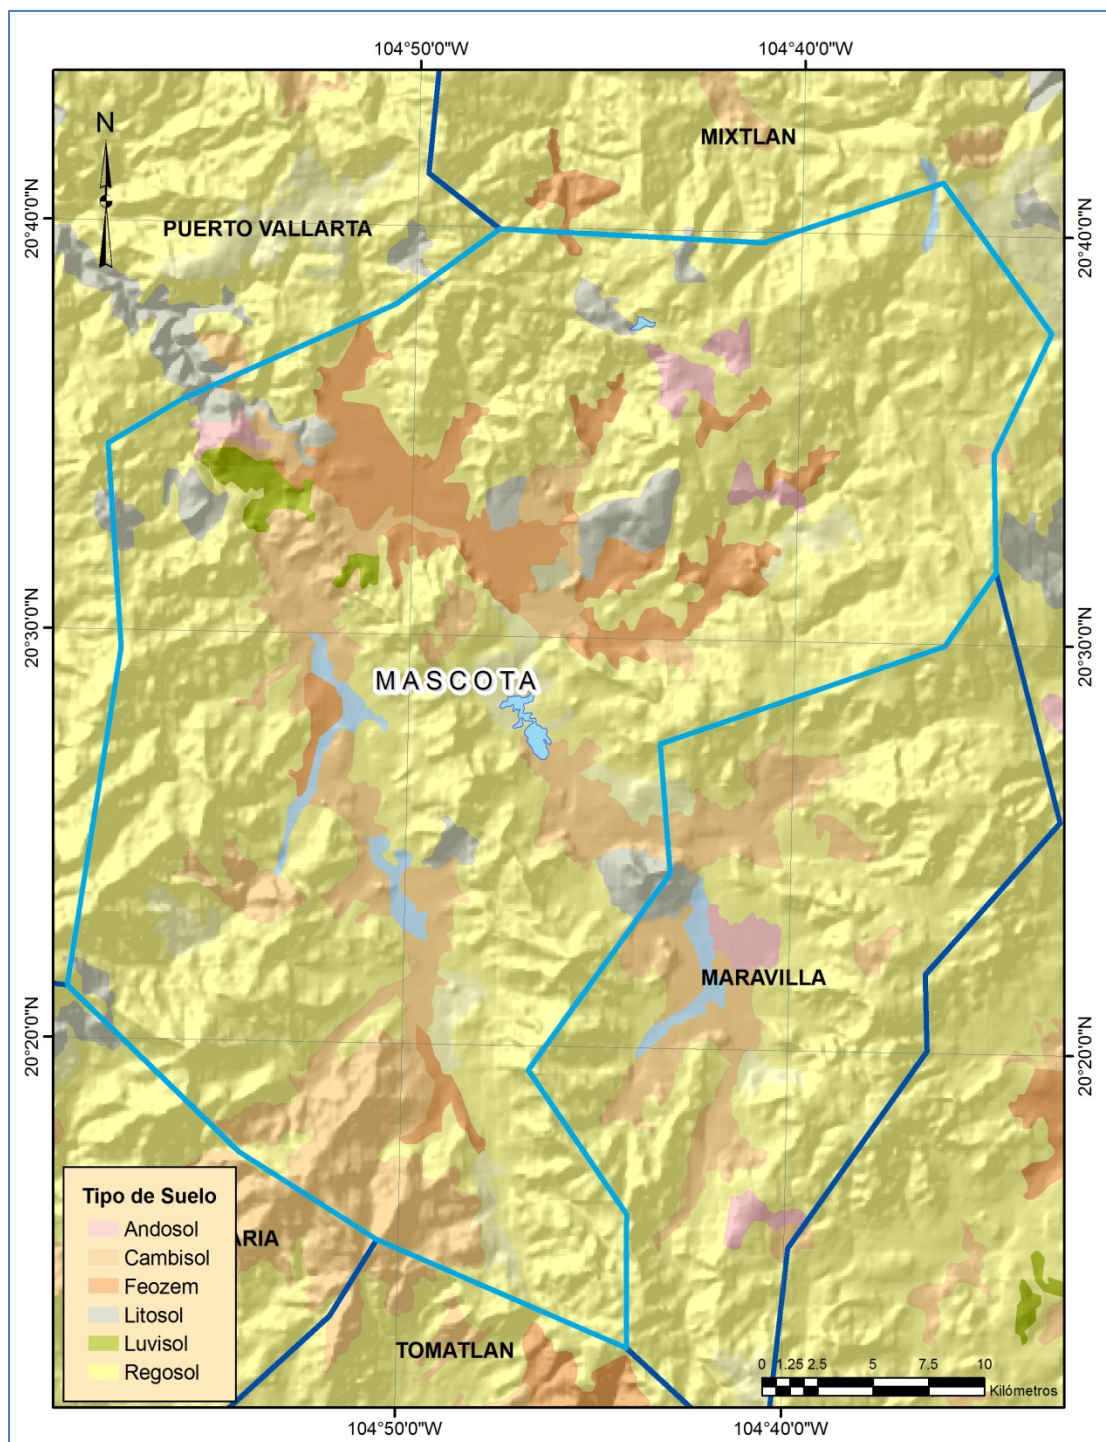 104°50'0"W
104°40'0"W
N
MIXTLAN
PUERTO VALLARTA
20°40'0"N
20°40'0"N
20°30'0"N
20°30'0"N
MASCOTA
MARAVILLA
20°20'0"N
20°20'0"N
Tipo de Suelo
Andosol
Cambisol
Feozem
Litosol
Luvisol
Regosol
ARIA
TOMATLAN
0 1.25 2.5 5 7.5 10
Kilómetros
104°50'0"W
104°40'0"W